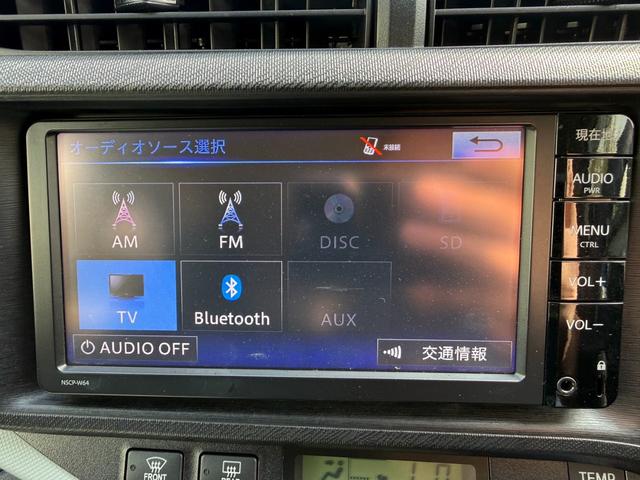 オーディオソース選択
未接続
現在地
AM
FM
DISC
SD
AUDIO
PWR
MENU
CTRL
TV
Bluetooth
AUX
VOL+
VOL−
AUDIO OFF
交通情報
NSCP-W64
FRONT
REAR
10
TEMP